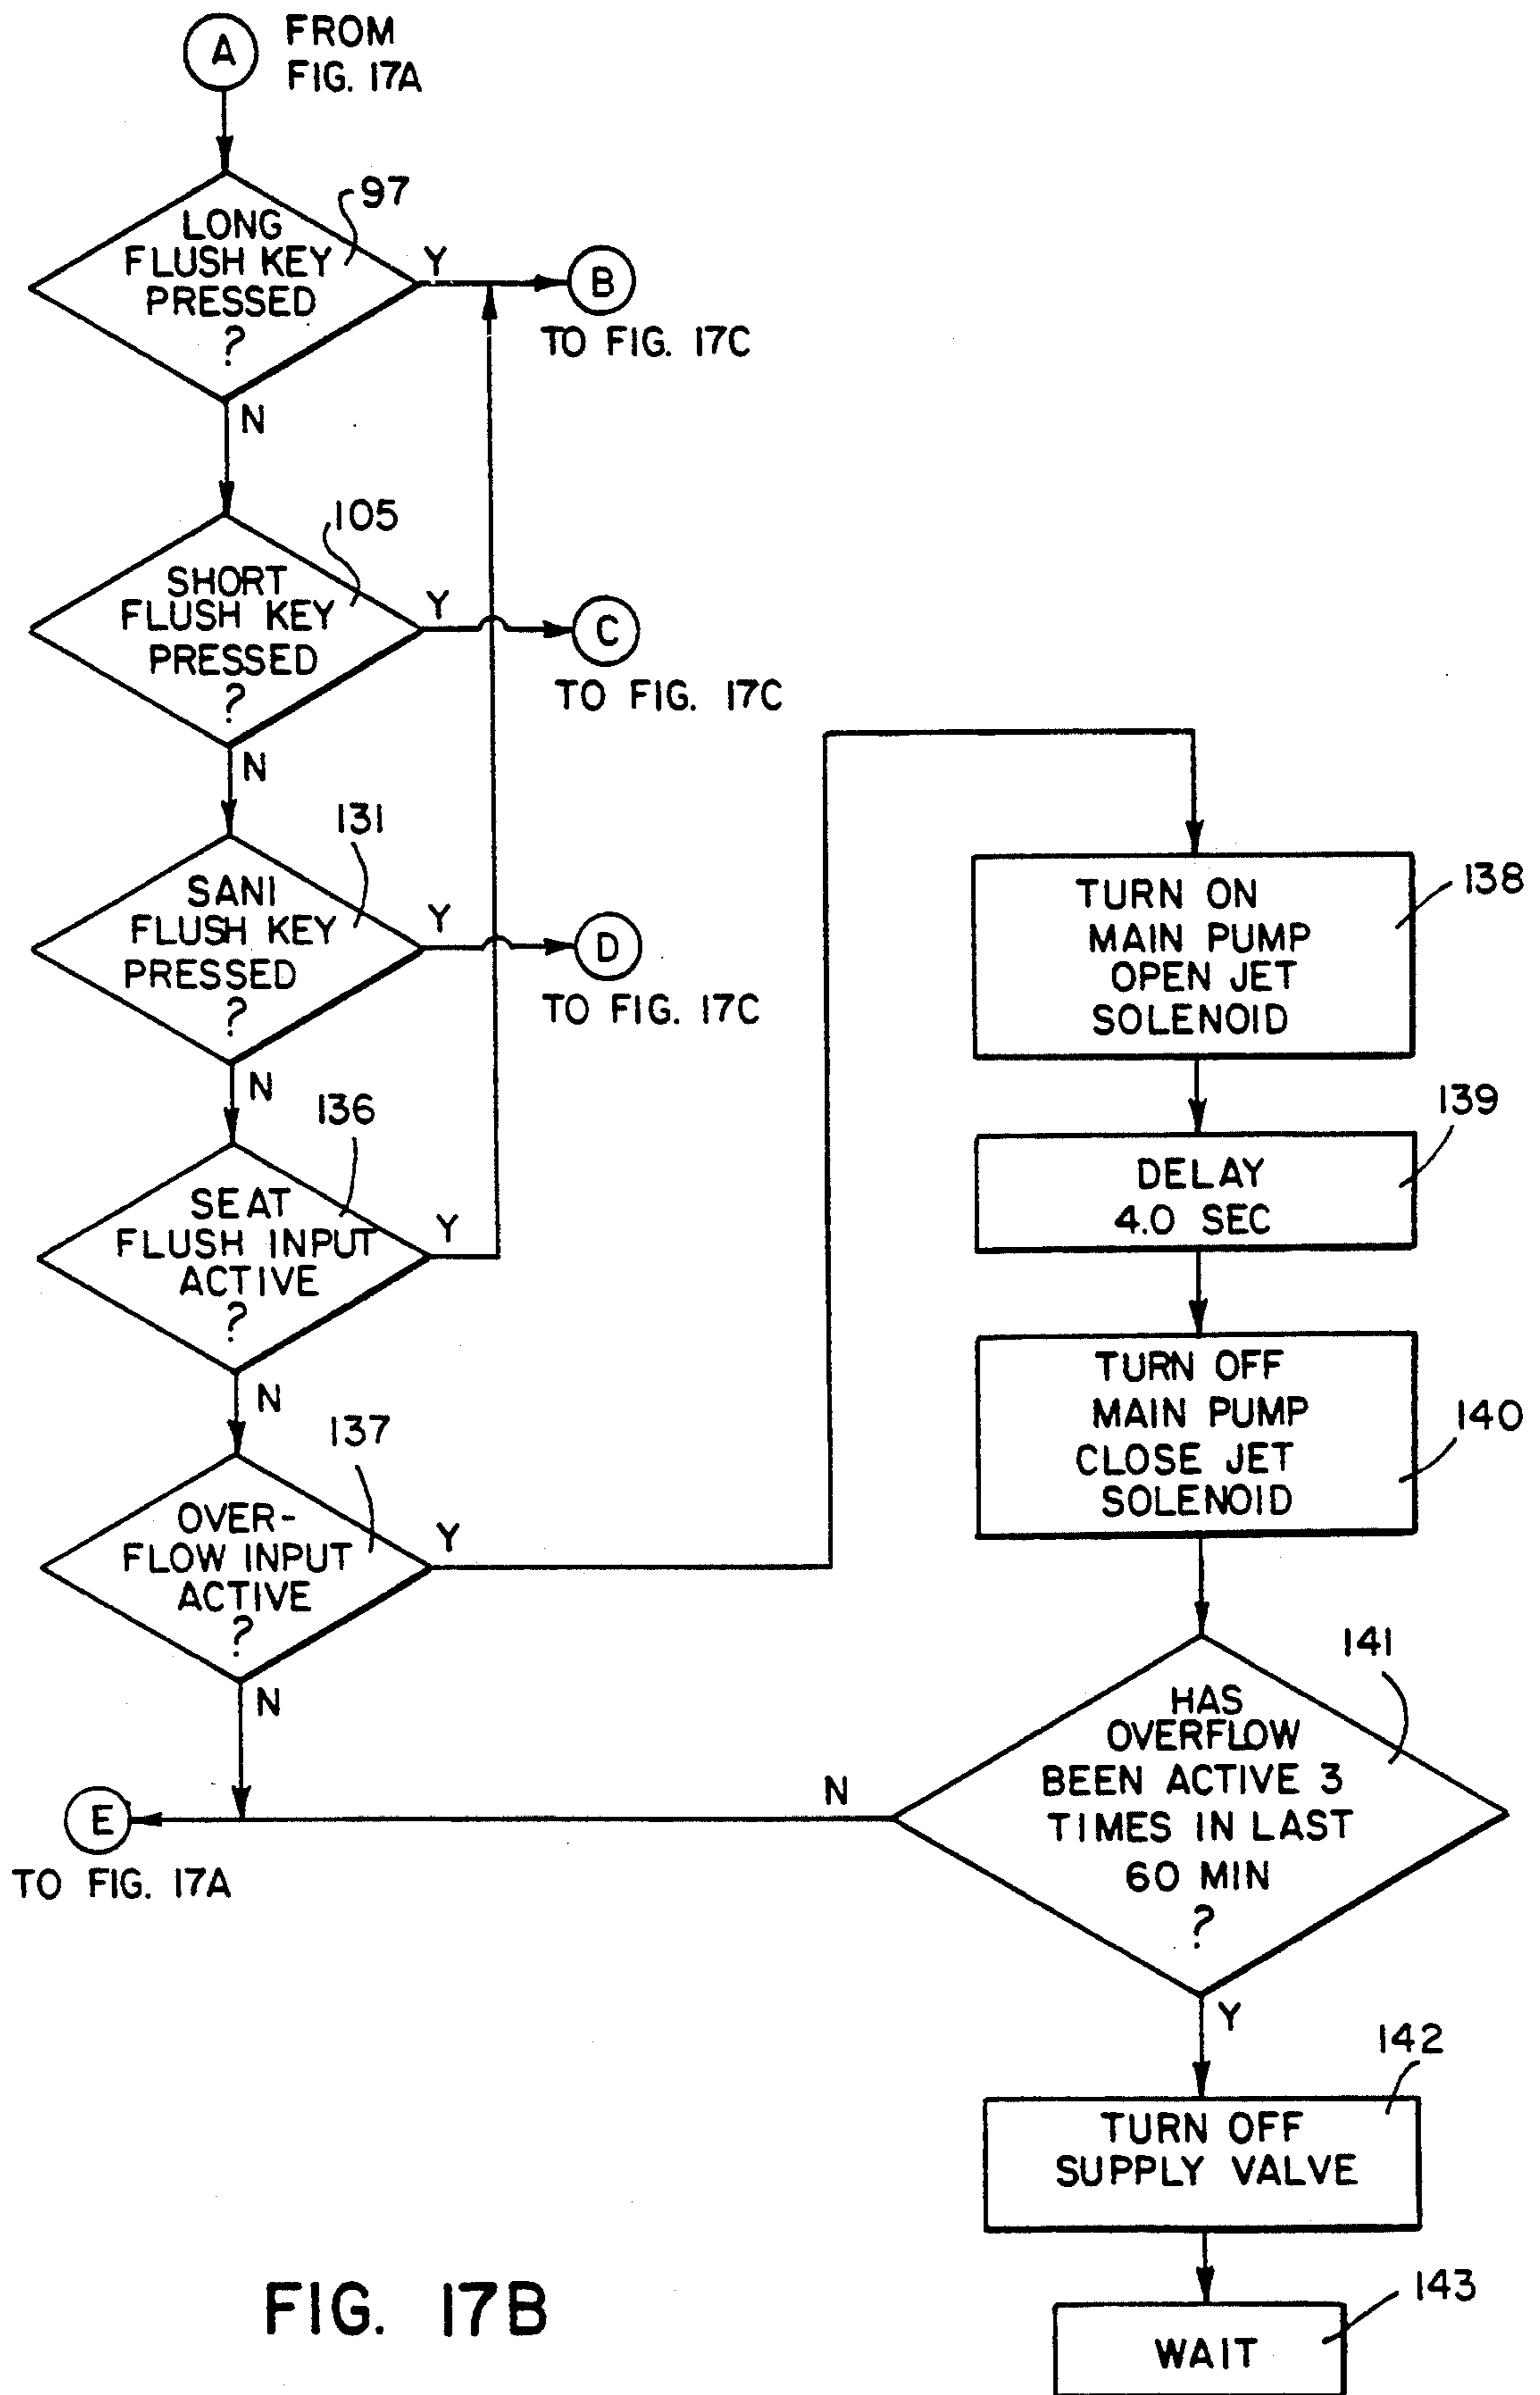 A
FROM
FIG. 17A
LONG
FLUSH KEY
PRESSED
?
97
Y
B
TO FIG. 17C
N
SHORT
FLUSH KEY
PRESSED
?
105
Y
C
TO FIG. 17C
N
SANI
FLUSH KEY
PRESSED
?
131
Y
D
TO FIG. 17C
N
SEAT
FLUSH INPUT
ACTIVE
?
136
Y
N
OVER-
FLOW INPUT
ACTIVE
?
137
Y
N
E
TO FIG. 17A
TURN ON
MAIN PUMP
OPEN JET
SOLENOID
138
DELAY
4.0 SEC
139
TURN OFF
MAIN PUMP
CLOSE JET
SOLENOID
140
HAS
OVERFLOW
BEEN ACTIVE 3
TIMES IN LAST
60 MIN
?
141
N
Y
TURN OFF
SUPPLY VALVE
142
WAIT
143
FIG. 17B